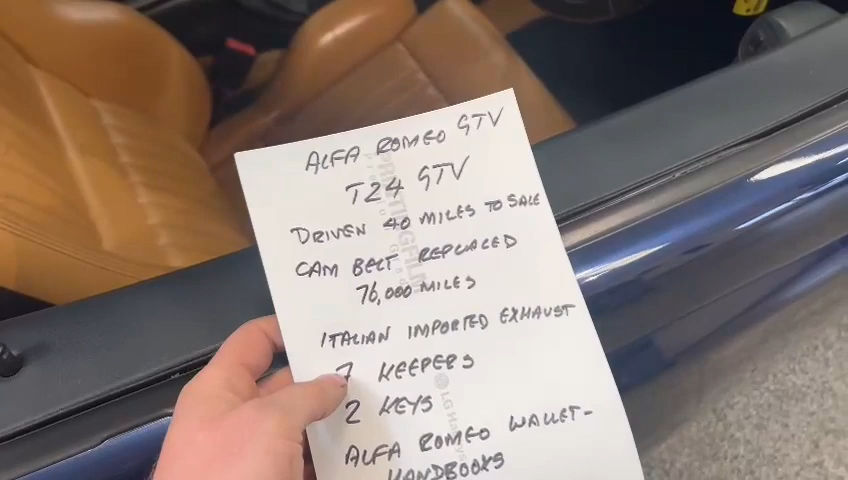 ALFA ROMEO GTV
T24 GTV
DRIVEN 40 MILES TO SALE
CAM BELT REPLACED
76,000 MILES
ITALIAN IMPORTED EXHAUST
7 KEEPERS
2 KEYS
ALFA ROMEO WALLET-
HANDBOOKS